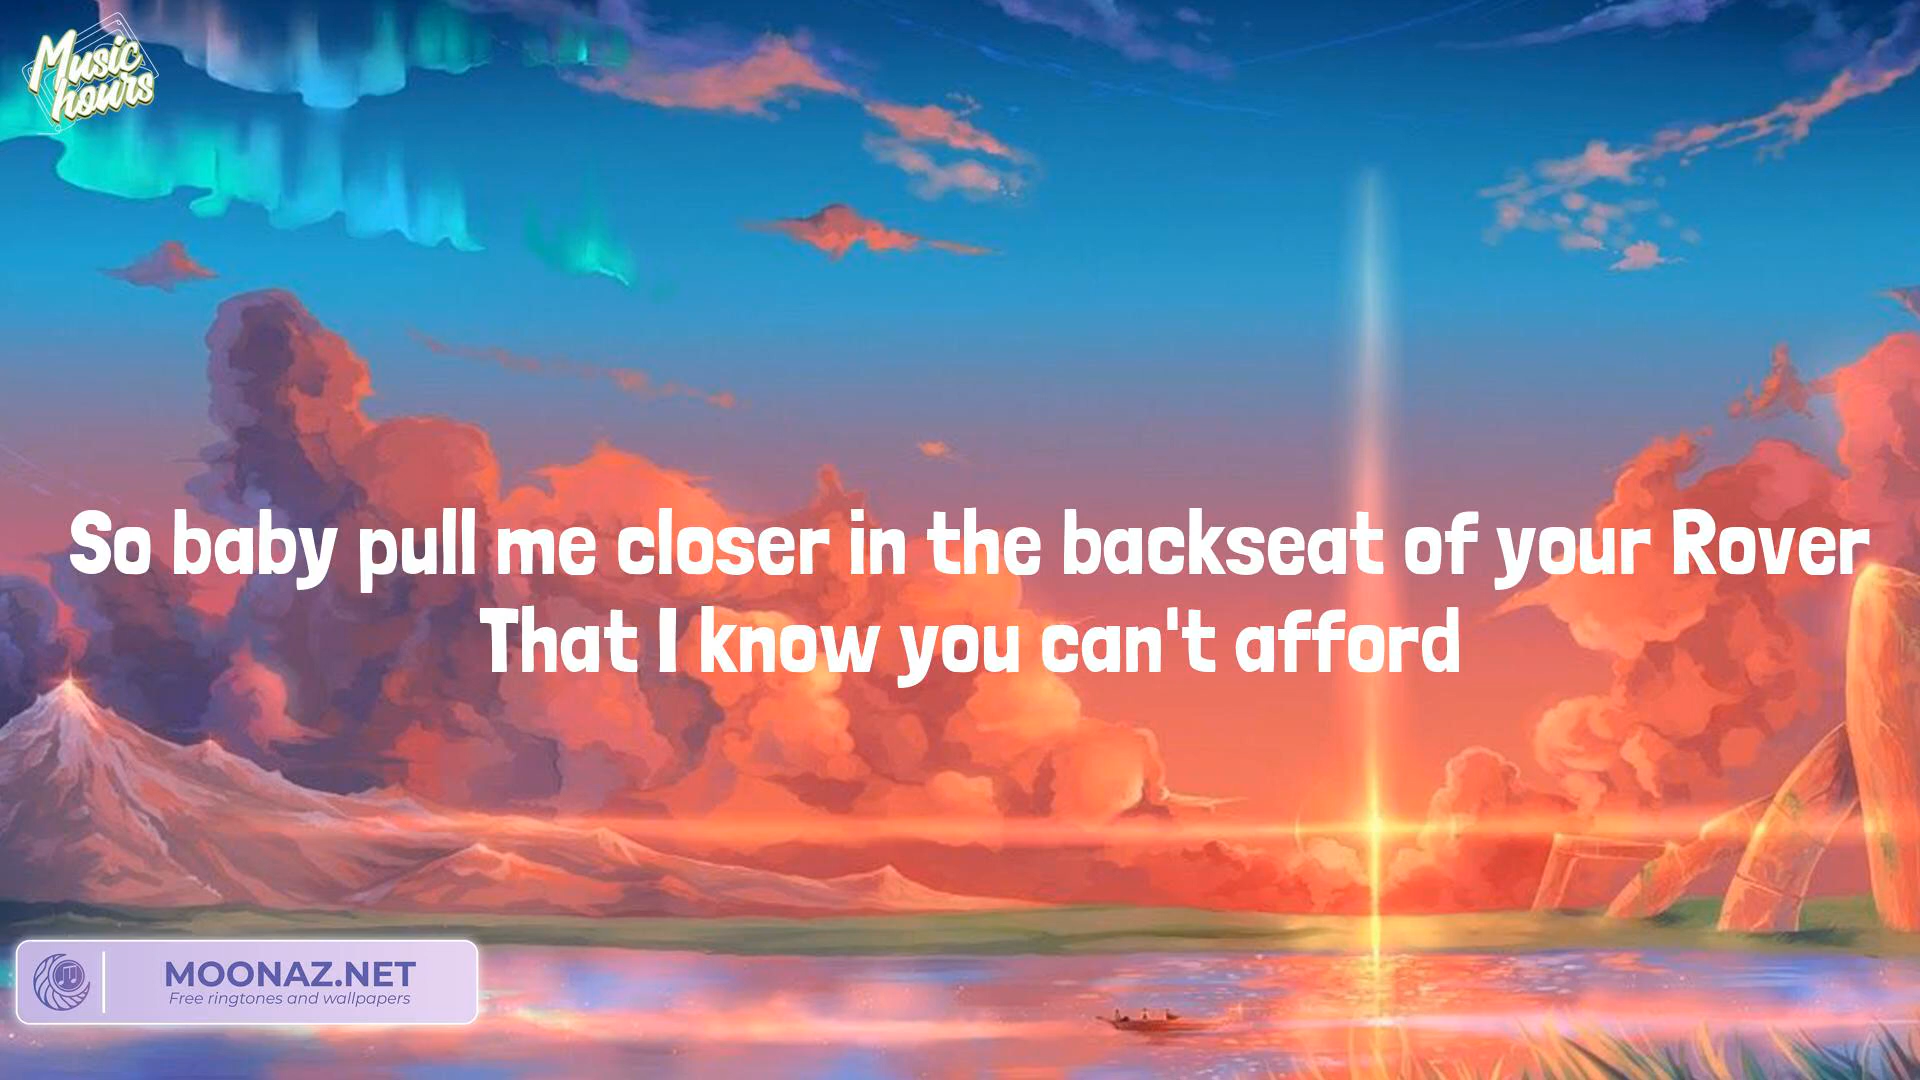 Music
hours
So baby pull me closer in the backseat of your Rover
That I know you can't afford
MOONAZ.NET
Free ringtones and wallpapers